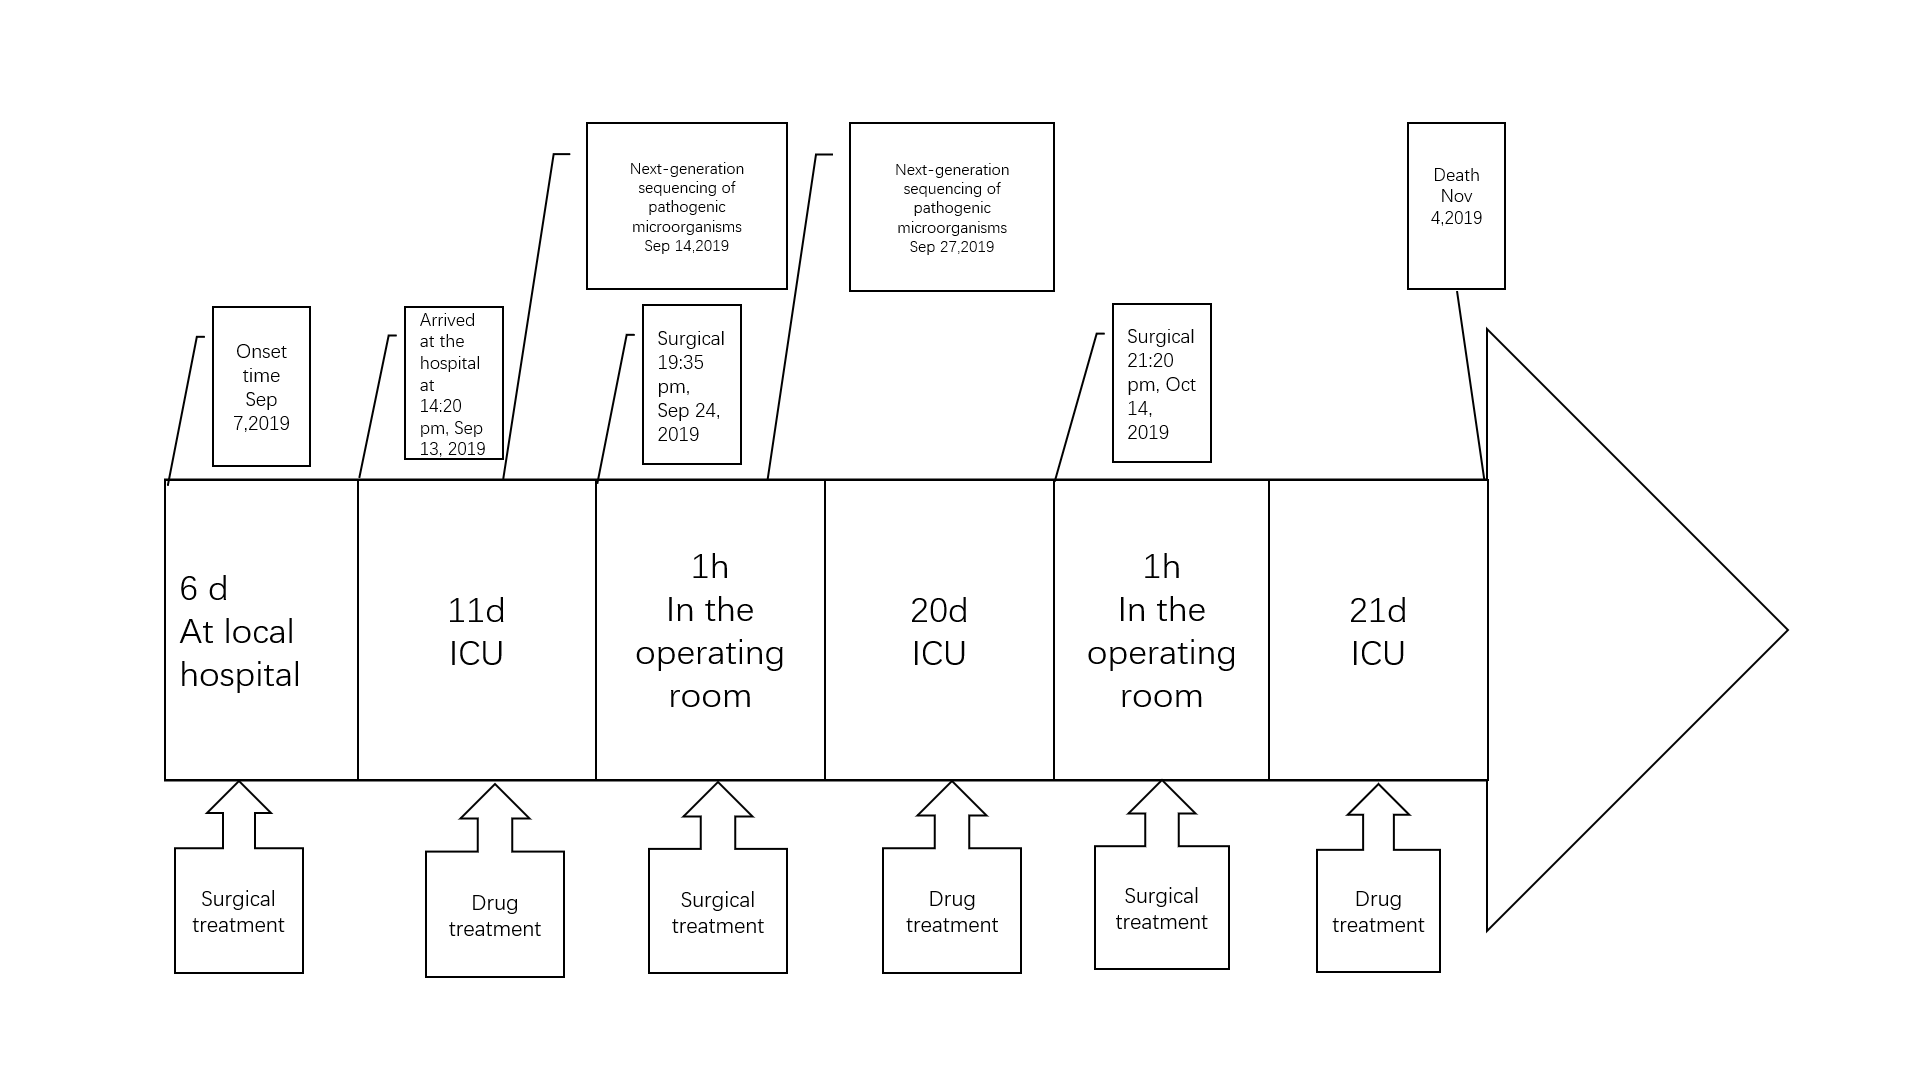 Next-generation
sequencing of
pathogenic
microorganisms
Sep 14,2019
Next-generation
sequencing of
pathogenic
microorganisms
Sep 27,2019
Death
Nov
4,2019
Onset
time
Sep
7,2019
Arrived
at the
hospital
at
14:20
pm, Sep
13, 2019
Surgical
19:35
pm,
Sep 24,
2019
Surgical
21:20
pm, Oct
14,
2019
6 d
At local
hospital
11d
ICU
1h
In the
operating
room
20d
ICU
1h
In the
operating
room
21d
ICU
Surgical
treatment
Drug
treatment
Surgical
treatment
Drug
treatment
Surgical
treatment
Drug
treatment